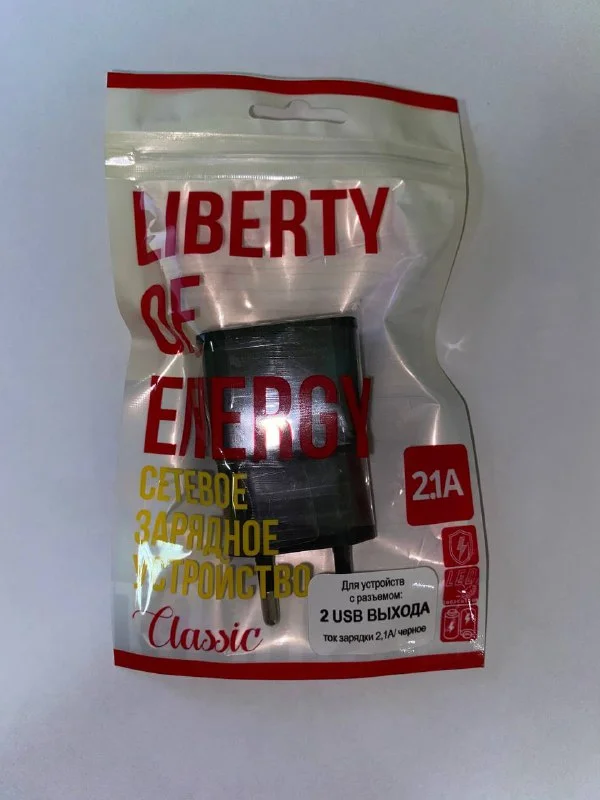 LIBERTY
OF
ENERGY
СЕТЕВОЕ
ЗАРЯДНОЕ
УСТРОЙСТВО
Classic
2.1A
LED
Для устройств
с разъемом:
2 USB ВЫХОДА
ток зарядки 2,1А/ черное